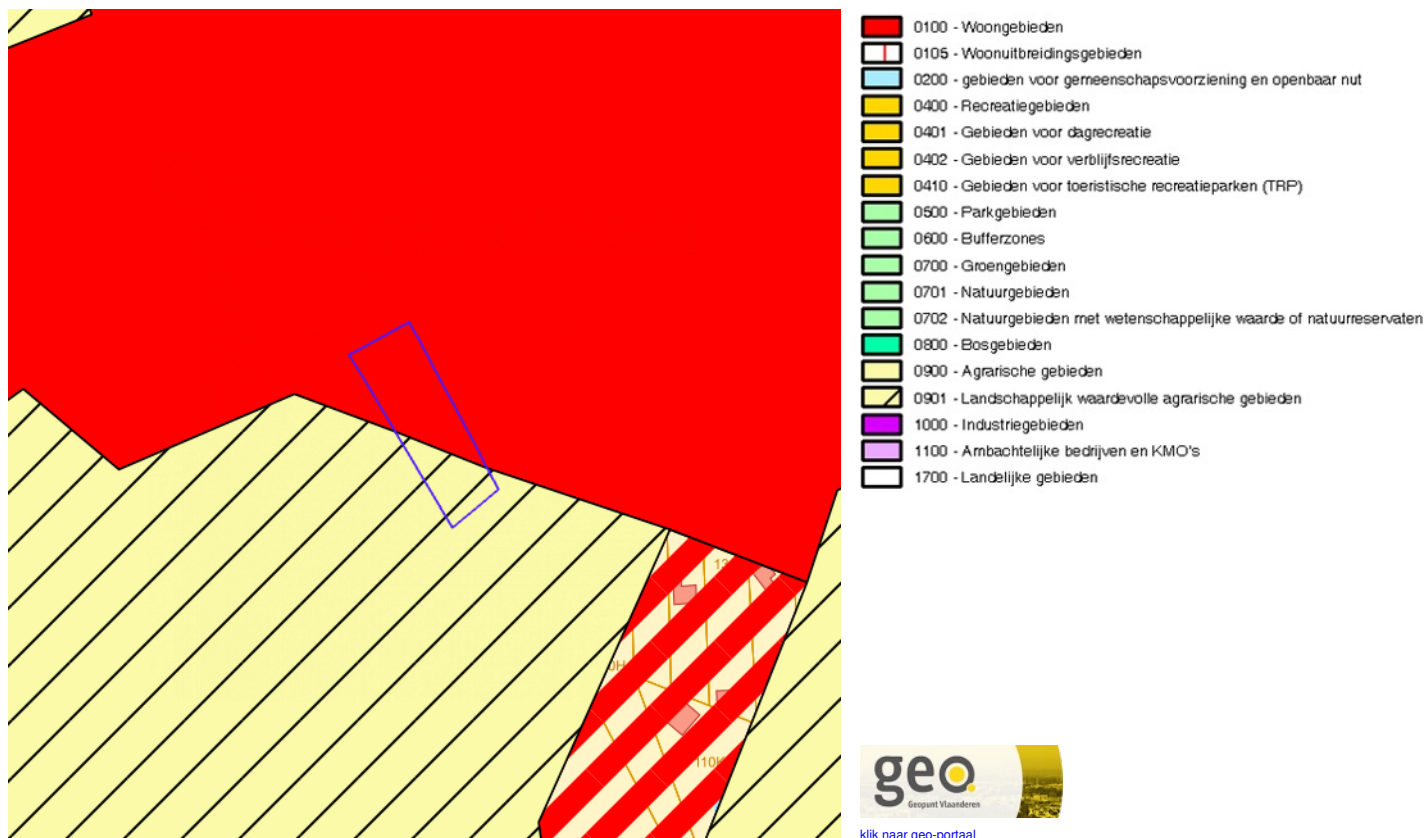 0100 - Woongebieden
0105 - Woonuitbreidingsgebieden
0200 - gebieden voor gemeenschapsvoorziening en openbaar nut
0400 - Recreatiegebieden
0401 - Gebieden voor dagrecreatie
0402 - Gebieden voor verblijfsrecreatie
0410 - Gebieden voor toeristische recreatieparken (TRP)
0500 - Parkgebieden
0600 - Bufferzones
0700 - Groengebieden
0701 - Natuurgebieden
0702 - Natuurgebieden met wetenschappelijke waarde of natuurreservaten
0800 - Bosgebieden
0900 - Agrarische gebieden
0901 - Landschappelijk waardevolle agrarische gebieden
1000 - Industriegebieden
1100 - Ambachtelijke bedrijven en KMO's
1700 - Landelijke gebieden
110K
geo
Geopunt Vlaanderen
klik naar geo-portaal